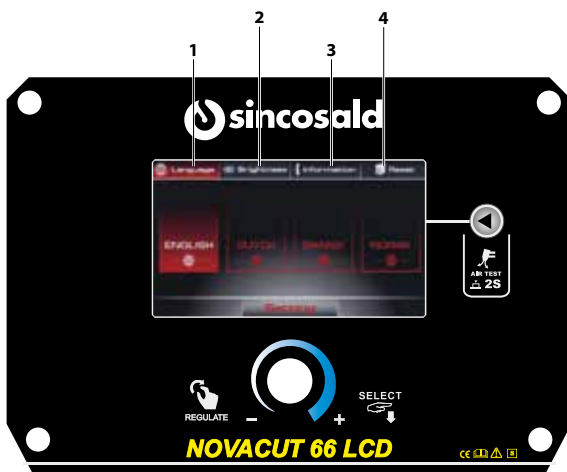 1 2 3 4
sincosald
Language Brightness Information Reset
ENGLISH DUTCH
AIR TEST
2S
REGULATE - + SELECT
NOVACUT 66 LCD
CE S